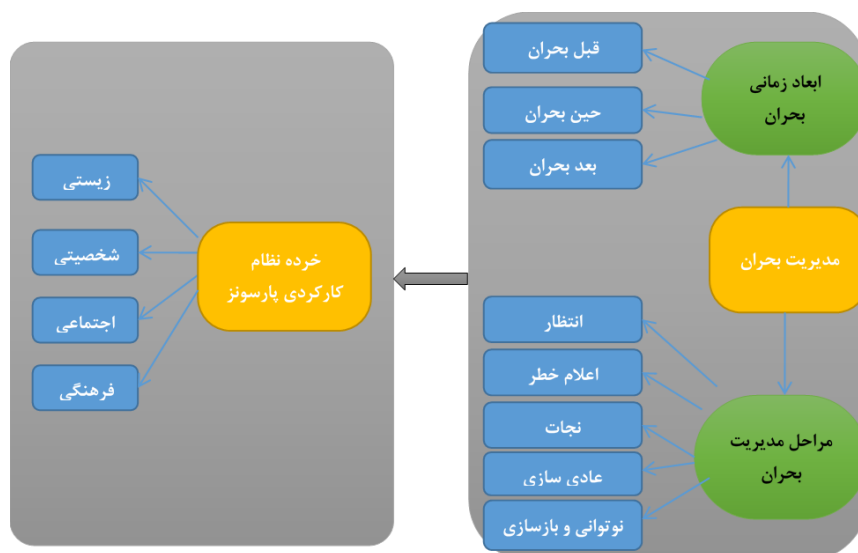 ابعاد زمانی
بحران
قبل بحران
حین بحران
بعد بحران
مدیریت بحران
مراحل مدیریت
بحران
انتظار
اعلام خطر
نجات
عادی سازی
نوتوانی و بازسازی
خرده نظام
کارکردی پارسونز
زیستی
شخصیتی
اجتماعی
فرهنگی